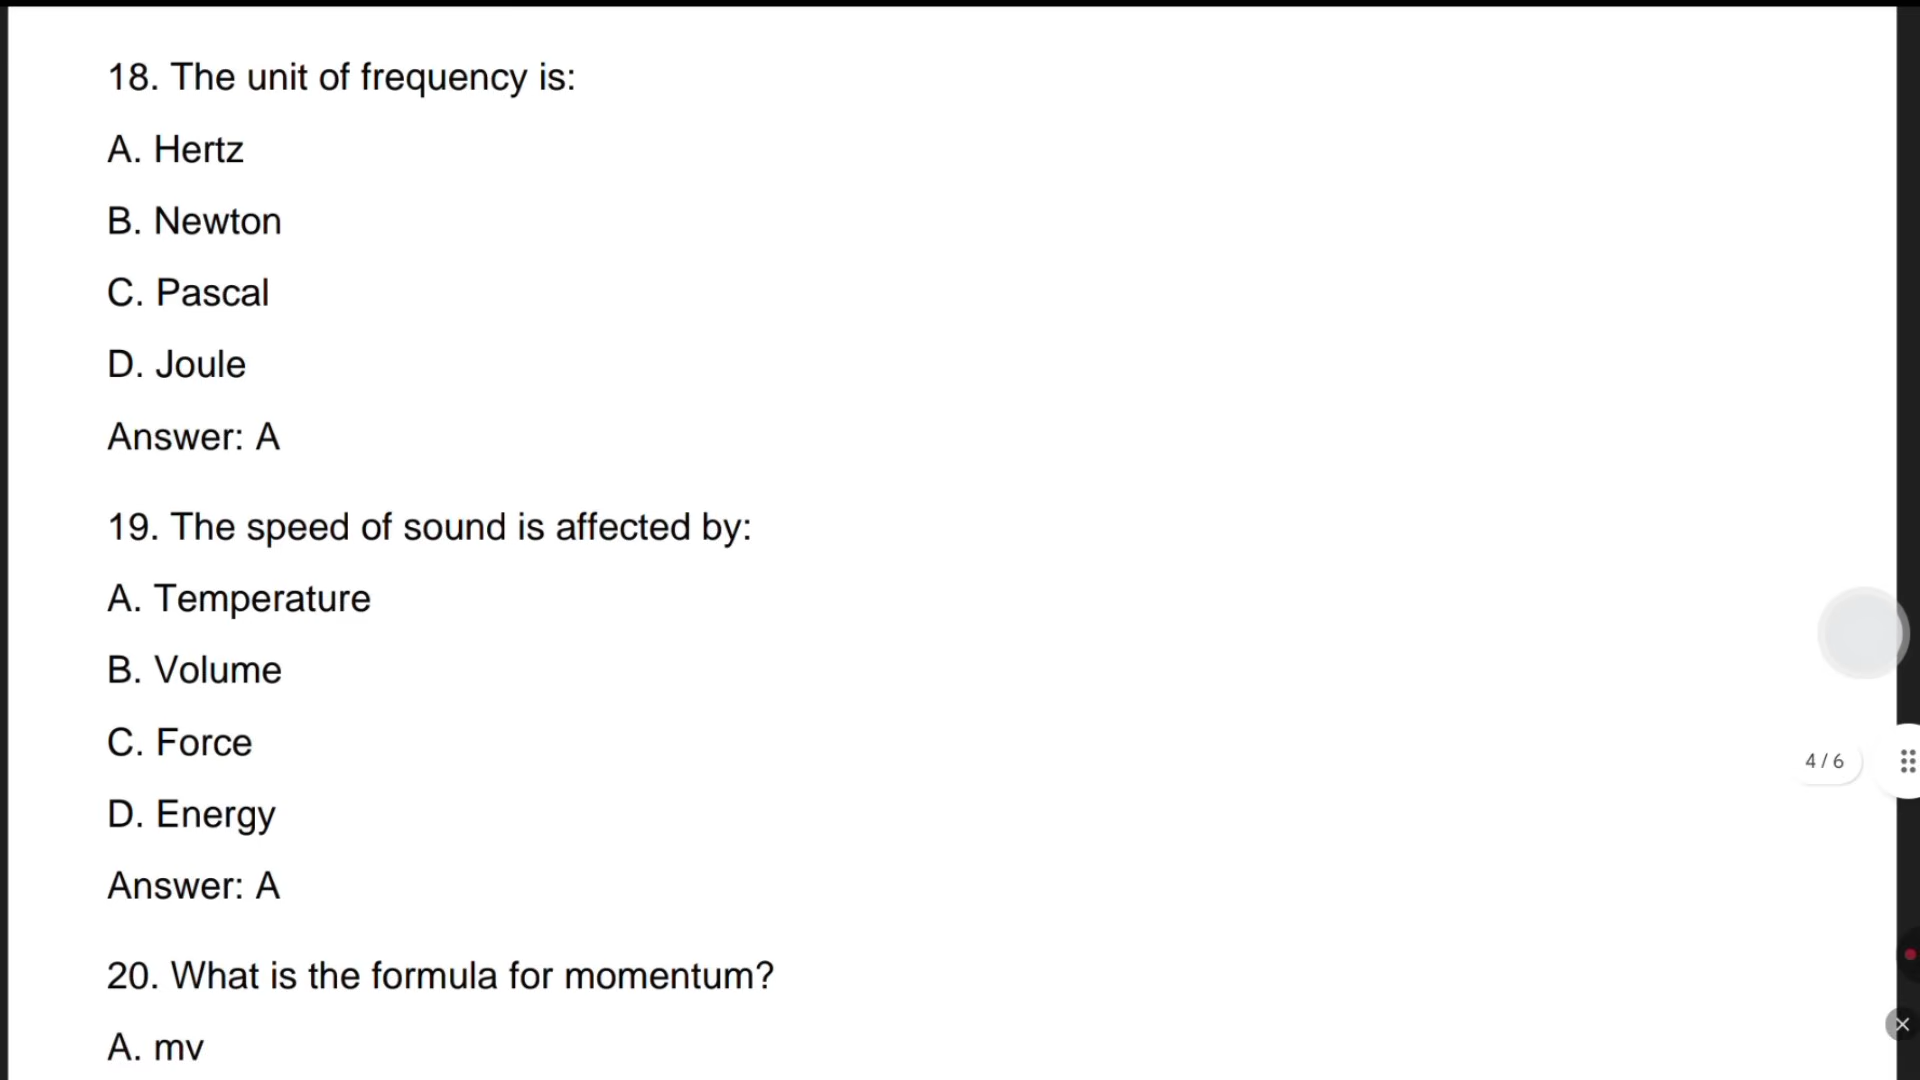 18. The unit of frequency is:
A. Hertz
B. Newton
C. Pascal
D. Joule
Answer: A
19. The speed of sound is affected by:
A. Temperature
B. Volume
C. Force
D. Energy
Answer: A
4 / 6
20. What is the formula for momentum?
A. mv